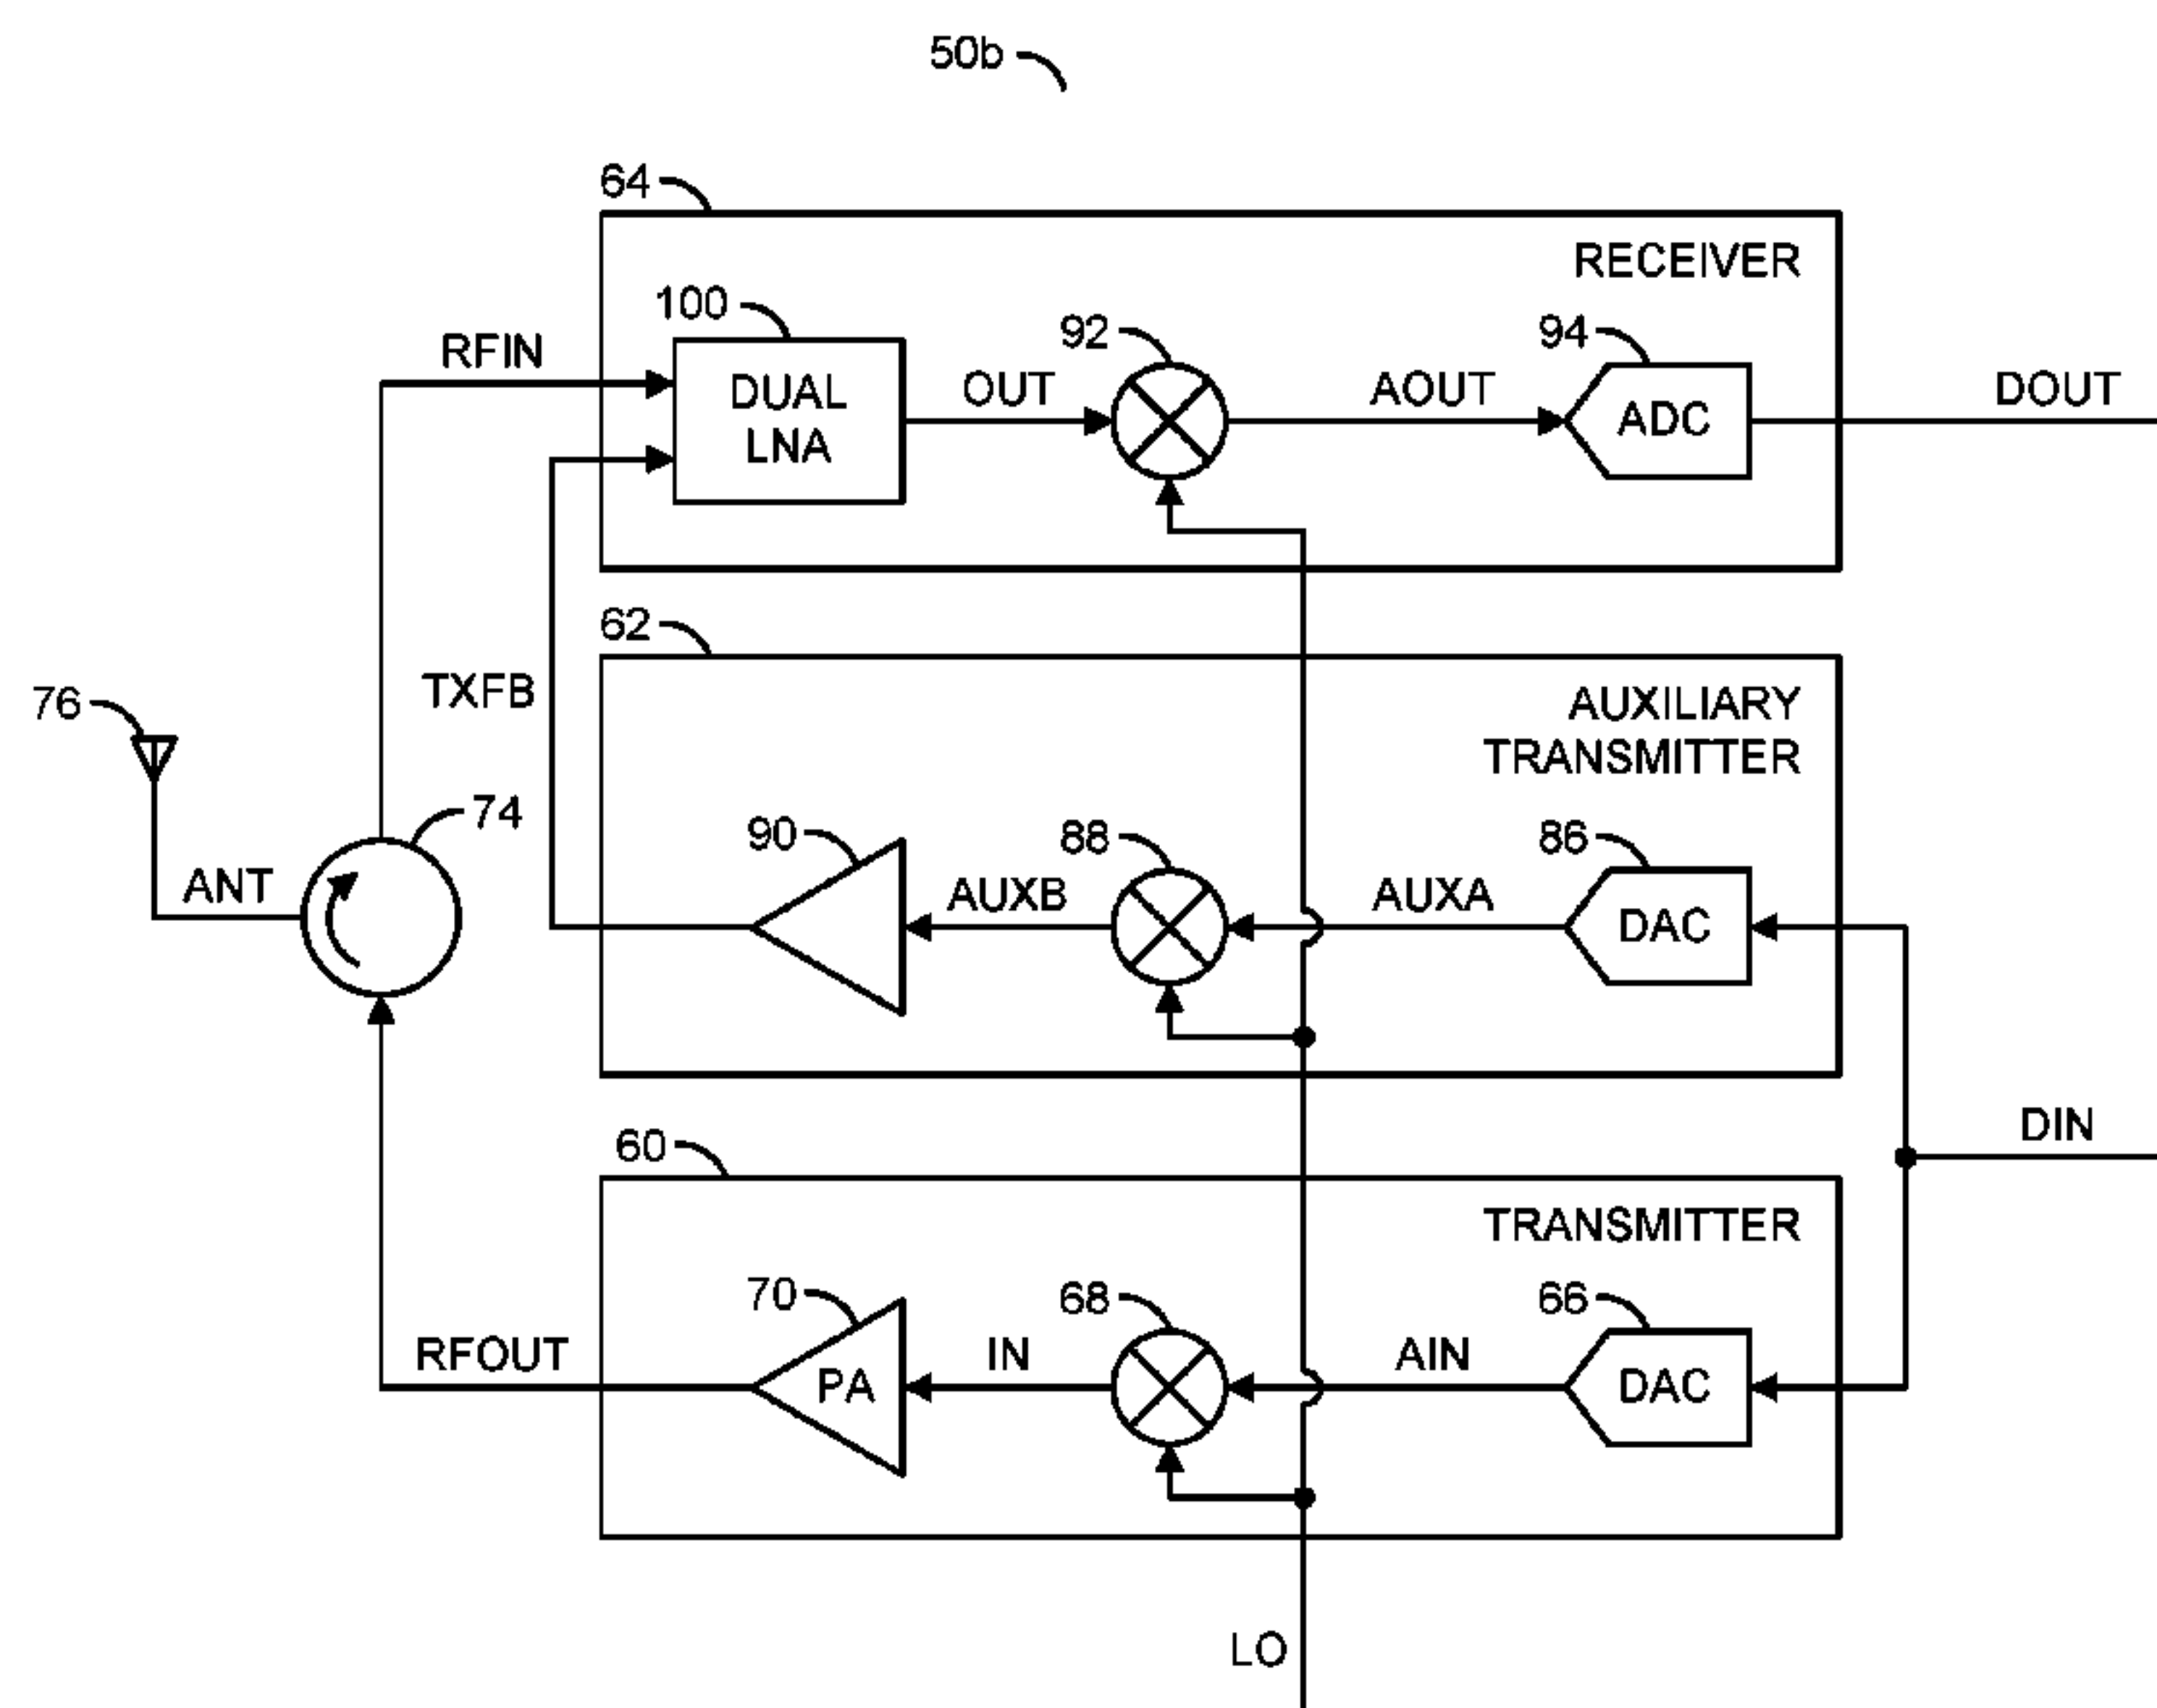 50b
64
RECEIVER
100
92
94
RFIN
DUAL
LNA
OUT
AOUT
ADC
DOUT
62
TXFB
AUXILIARY
TRANSMITTER
76
74
90
88
86
ANT
AUXB
AUXA
DAC
DIN
60
TRANSMITTER
70
68
66
RFOUT
PA
IN
AIN
DAC
LO